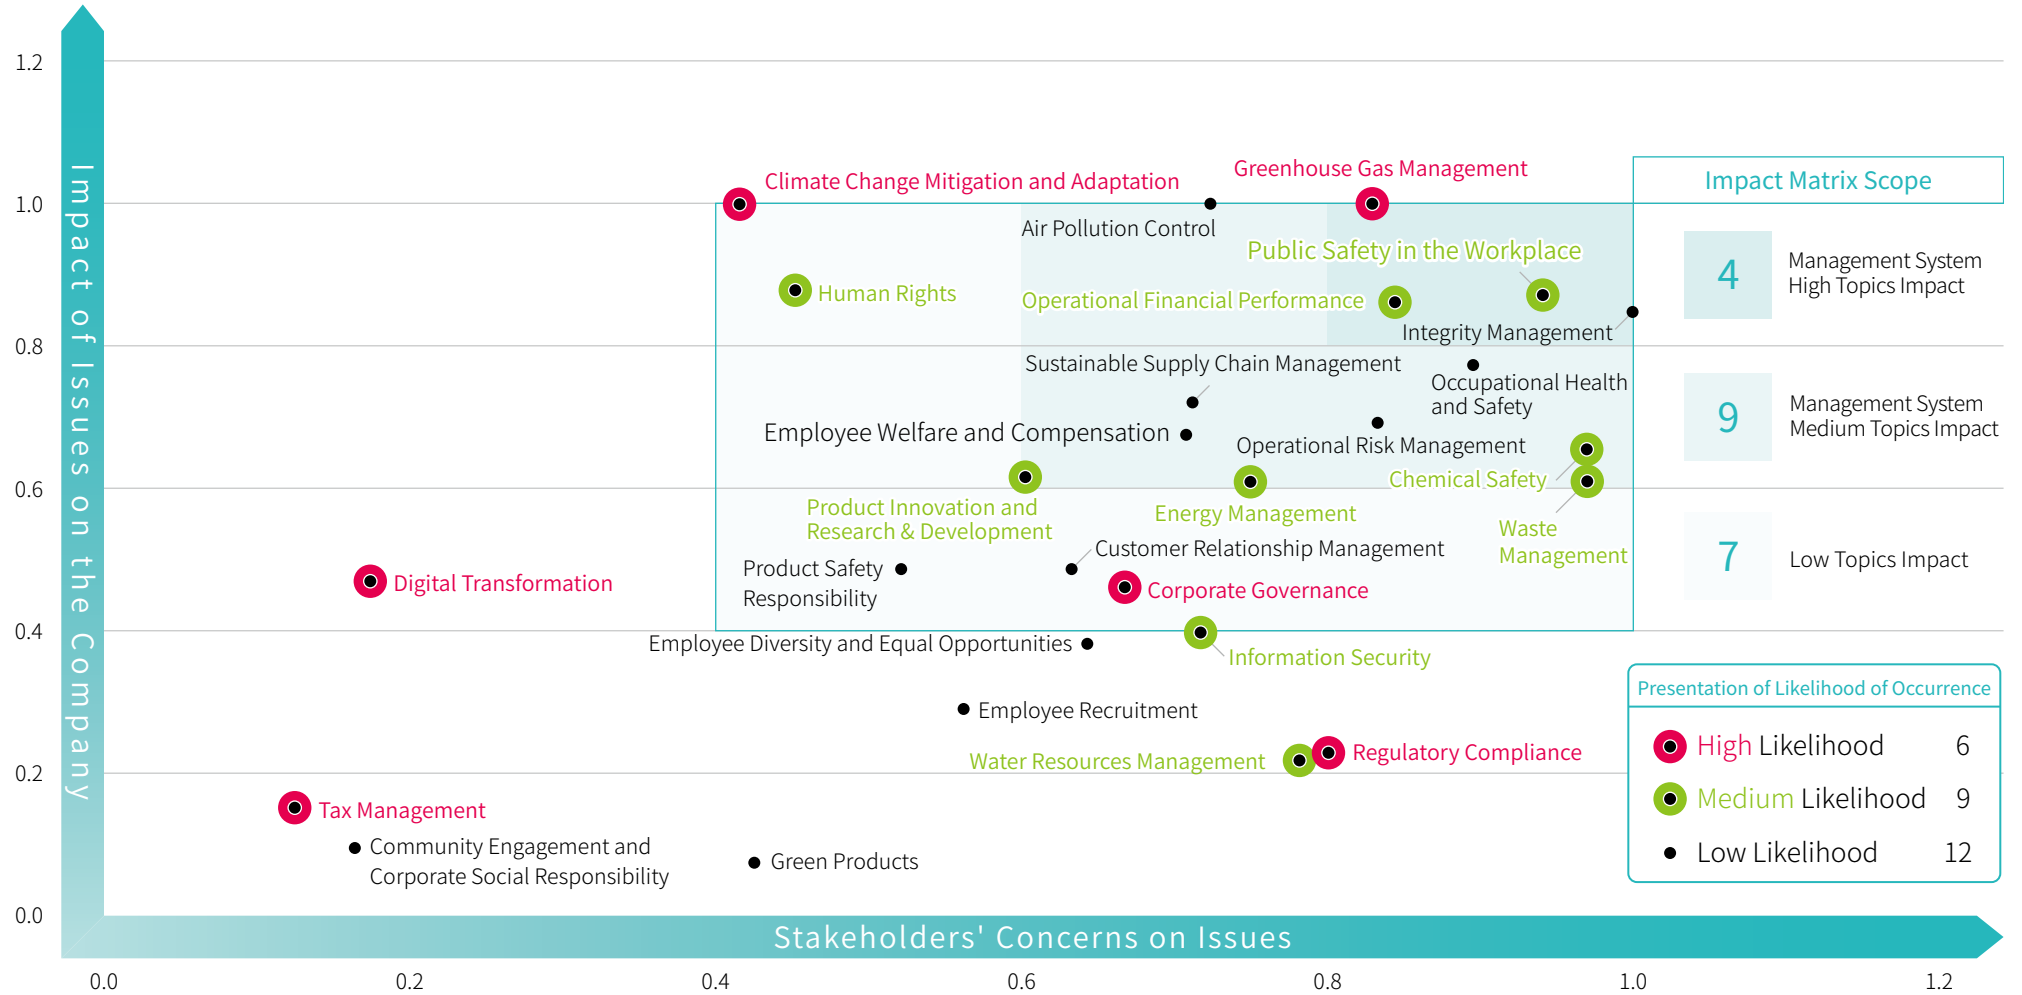 1.2
Impact of Issues on the Company
Climate Change Mitigation and Adaptation
Greenhouse Gas Management
Impact Matrix Scope
1.0
Air Pollution Control
Public Safety in the Workplace
4
Management System
High Topics Impact
Human Rights
Operational Financial Performance
Integrity Management
0.8
Sustainable Supply Chain Management
Occupational Health
and Safety
9
Management System
Medium Topics Impact
Employee Welfare and Compensation
Operational Risk Management
Chemical Safety
0.6
Product Innovation and
Research & Development
Energy Management
Waste
Management
Customer Relationship Management
7
Low Topics Impact
Product Safety
Responsibility
Digital Transformation
Corporate Governance
0.4
Employee Diversity and Equal Opportunities
Information Security
Employee Recruitment
Water Resources Management
Regulatory Compliance
0.2
Tax Management
Community Engagement and
Corporate Social Responsibility
Green Products
Presentation of Likelihood of Occurrence
High Likelihood 6
Medium Likelihood 9
Low Likelihood 12
0.0
Stakeholders' Concerns on Issues
0.0 0.2 0.4 0.6 0.8 1.0 1.2